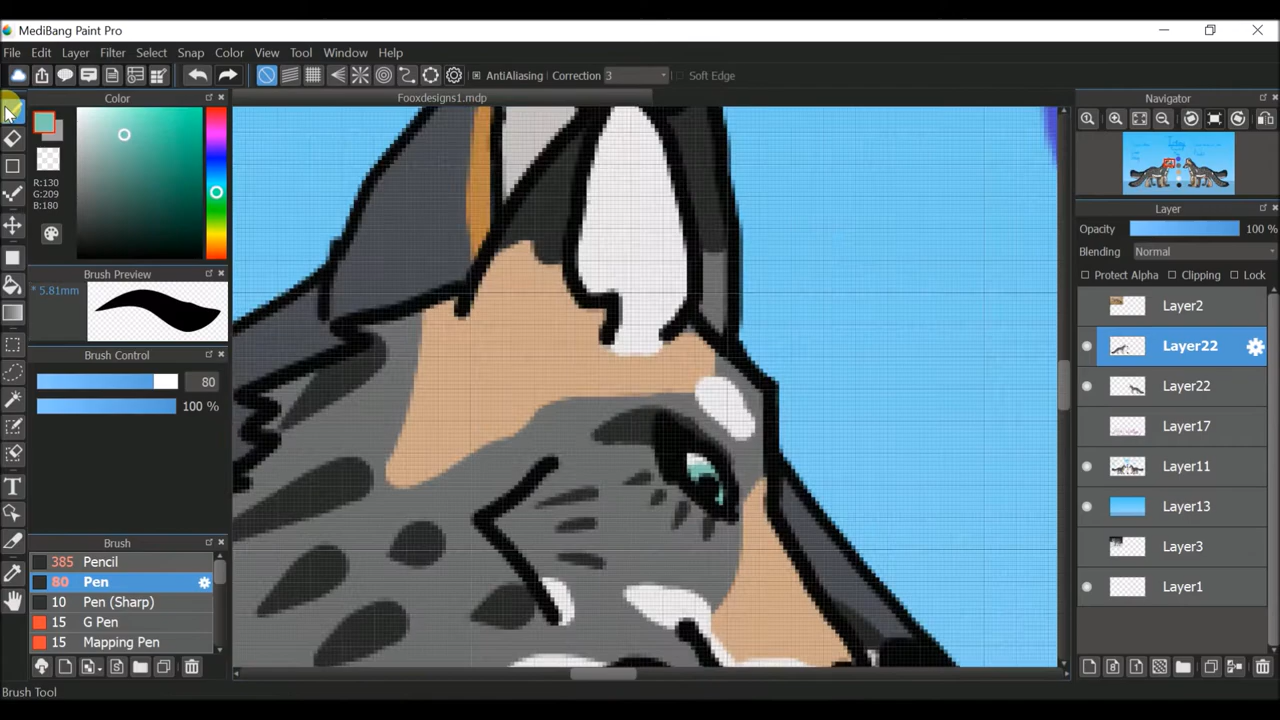 MediBang Paint Pro
File Edit Layer Filter Select Snap Color View Tool Window Help
AntiAliasing Correction 3 Soft Edge
Color
Fooxdesigns1.mdp
Navigator
R:130
G:209
B:180
Layer
Opacity 100 %
Blending Normal
Protect Alpha Clipping Lock
Brush Preview
* 5.81mm
Brush Control
80
100 %
Layer2
Layer22
Layer22
Layer17
Layer11
Layer13
Layer3
Layer1
Brush
385 Pencil
80 Pen
10 Pen (Sharp)
15 G Pen
15 Mapping Pen
Brush Tool